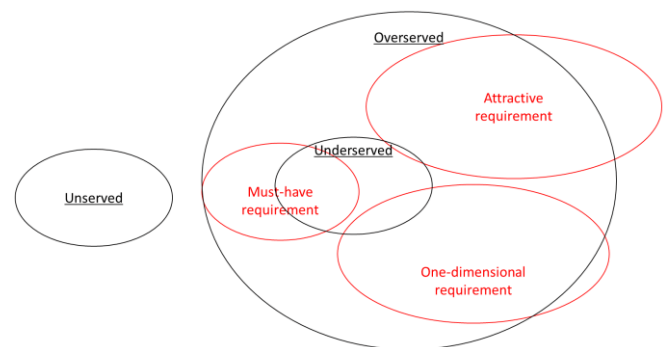 Overserved
Attractive
requirement
Underserved
Must-have
requirement
Unserved
One-dimensional
requirement